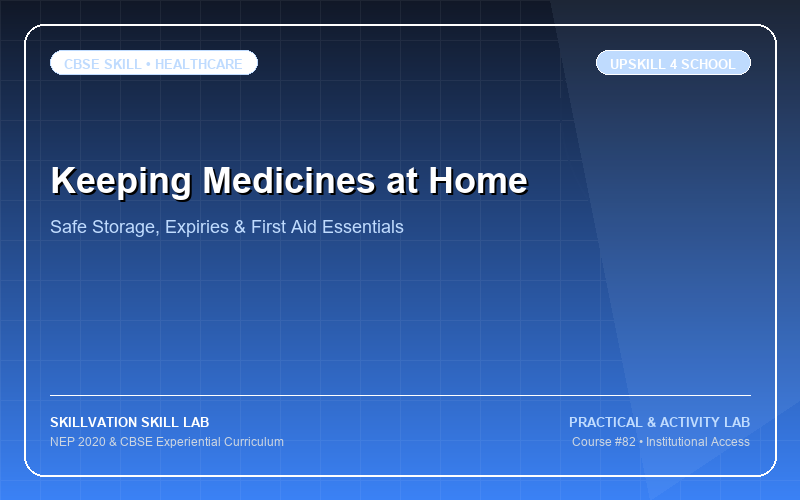 CBSE SKILL • HEALTHCARE
UPSKILL 4 SCHOOL
Keeping Medicines at Home
Safe Storage, Expiries & First Aid Essentials
SKILLVATION SKILL LAB
PRACTICAL & ACTIVITY LAB
NEP 2020 & CBSE Experiential Curriculum
Course #82 • Institutional Access